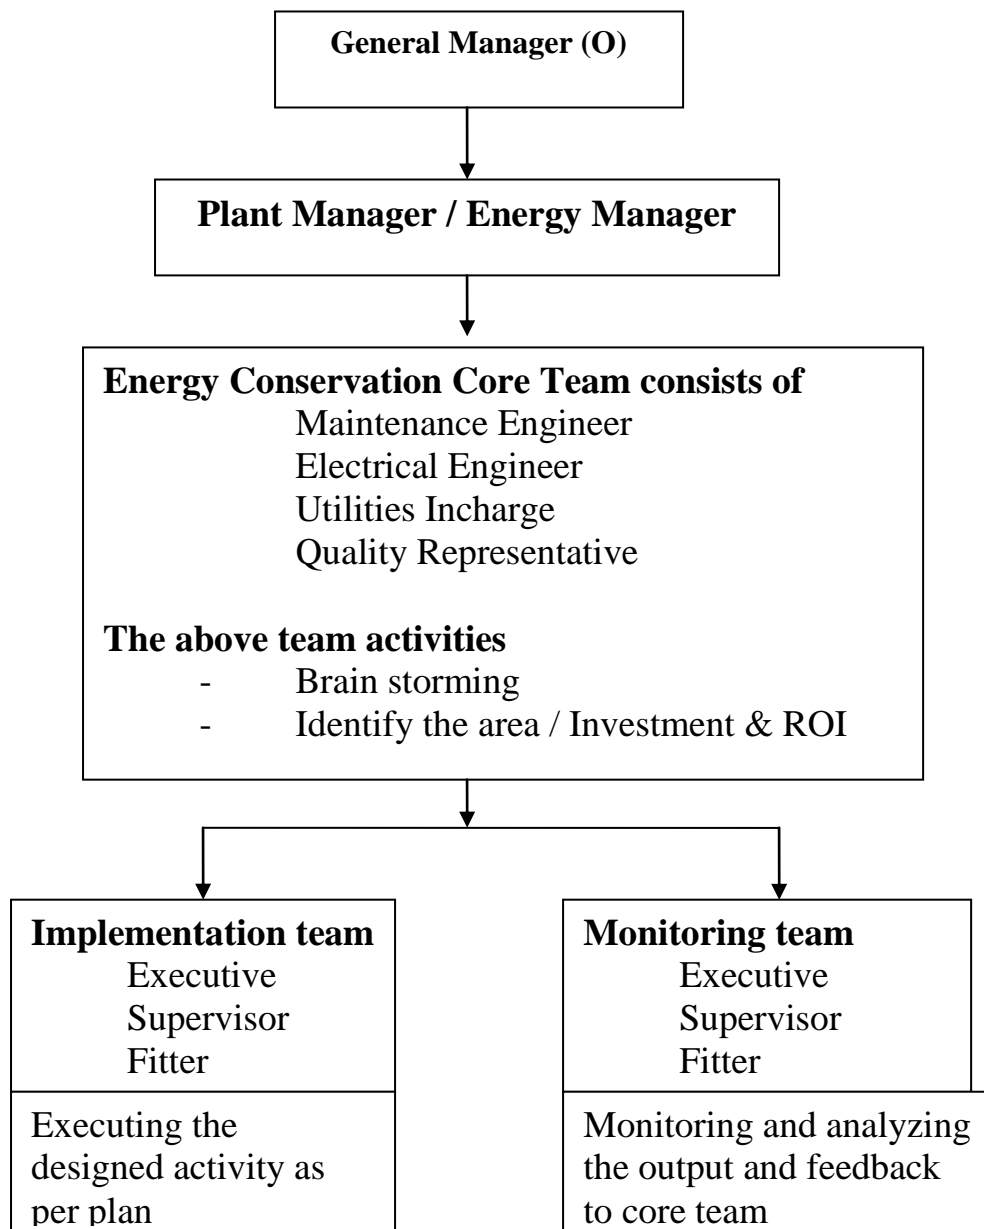 General Manager (O)
Plant Manager / Energy Manager
Energy Conservation Core Team consists of
Maintenance Engineer
Electrical Engineer
Utilities Incharge
Quality Representative
The above team activities
- Brain storming
- Identify the area / Investment & ROI
Implementation team
Executive
Supervisor
Fitter
Executing the
designed activity as
per plan
Monitoring team
Executive
Supervisor
Fitter
Monitoring and analyzing
the output and feedback
to core team